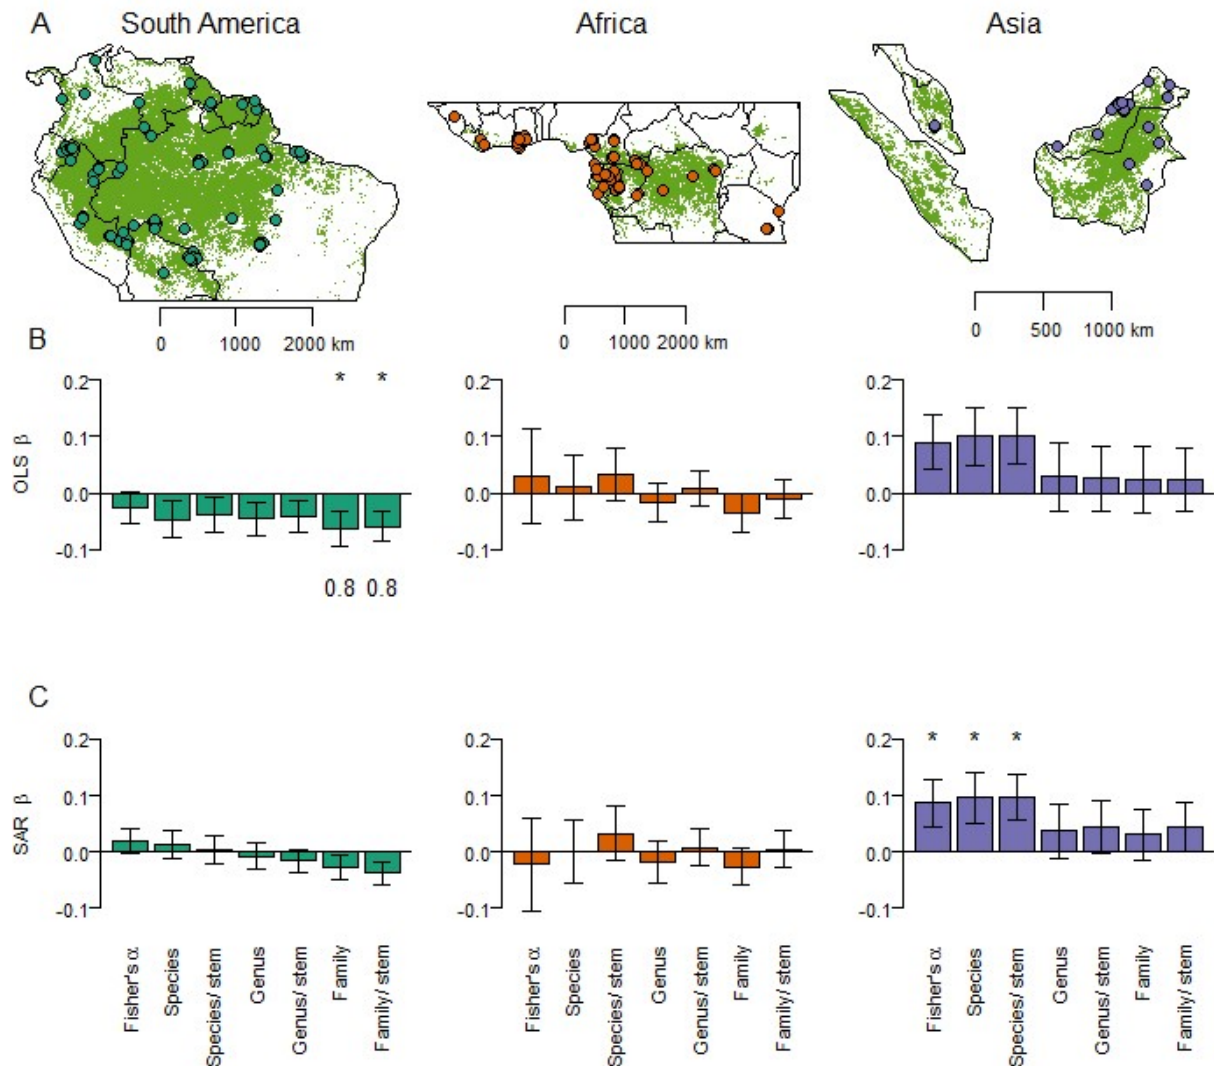 A South America Africa Asia
0 1000 2000 km
0 1000 2000 km
0 500 1000 km
B
OLS β
0.2
0.1
0.0
-0.1
* *
0.8 0.8
0.2
0.1
0.0
-0.1
0.2
0.1
0.0
-0.1
C
SAR β
0.2
0.1
0.0
-0.1
0.2
0.1
0.0
-0.1
0.2
0.1
0.0
-0.1
* * *
Fisher's α
Species
Species/ stem
Genus
Genus/ stem
Family
Family/ stem
Fisher's α
Species
Species/ stem
Genus
Genus/ stem
Family
Family/ stem
Fisher's α
Species
Species/ stem
Genus
Genus/ stem
Family
Family/ stem